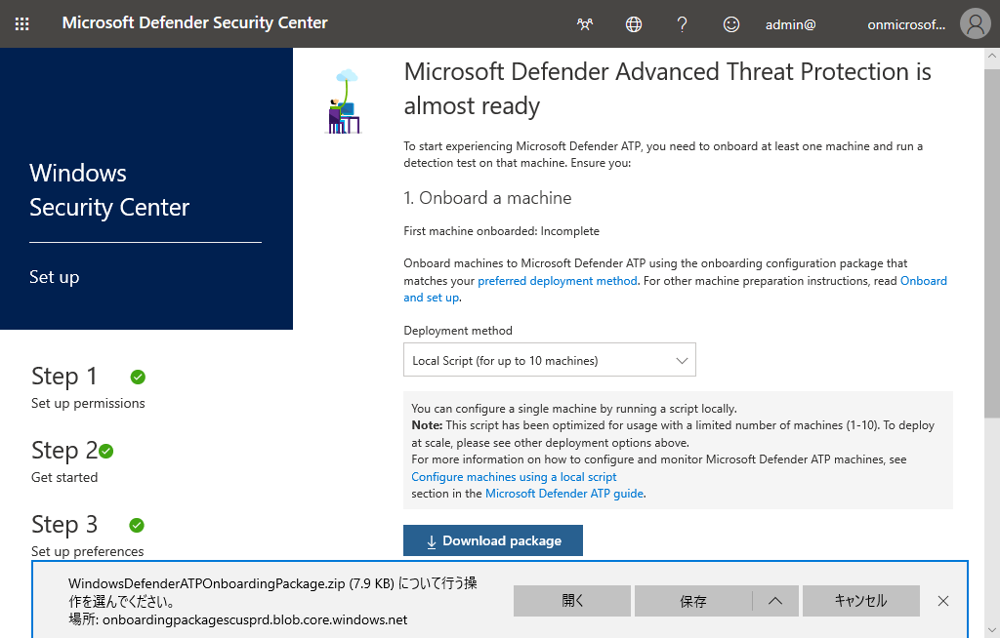 Microsoft Defender Security Center
admin@
onmicrosof...
Windows
Security Center
Set up
Step 1
Set up permissions
Step 2
Get started
Step 3
Set up preferences
Microsoft Defender Advanced Threat Protection is
almost ready
To start experiencing Microsoft Defender ATP, you need to onboard at least one machine and run a
detection test on that machine. Ensure you:
1. Onboard a machine
First machine onboarded: Incomplete
Onboard machines to Microsoft Defender ATP using the onboarding configuration package that
matches your preferred deployment method. For other machine preparation instructions, read Onboard
and set up.
Deployment method
Local Script (for up to 10 machines)
You can configure a single machine by running a script locally.
Note: This script has been optimized for usage with a limited number of machines (1-10). To deploy
at scale, please see other deployment options above.
For more information on how to configure and monitor Microsoft Defender ATP machines, see
Configure machines using a local script
section in the Microsoft Defender ATP guide.
Download package
WindowsDefenderATPOnboardingPackage.zip (7.9 KB) について行う操
作を選んでください。
場所: onboardingpackagescusprd.blob.core.windows.net
開く
保存
キャンセル